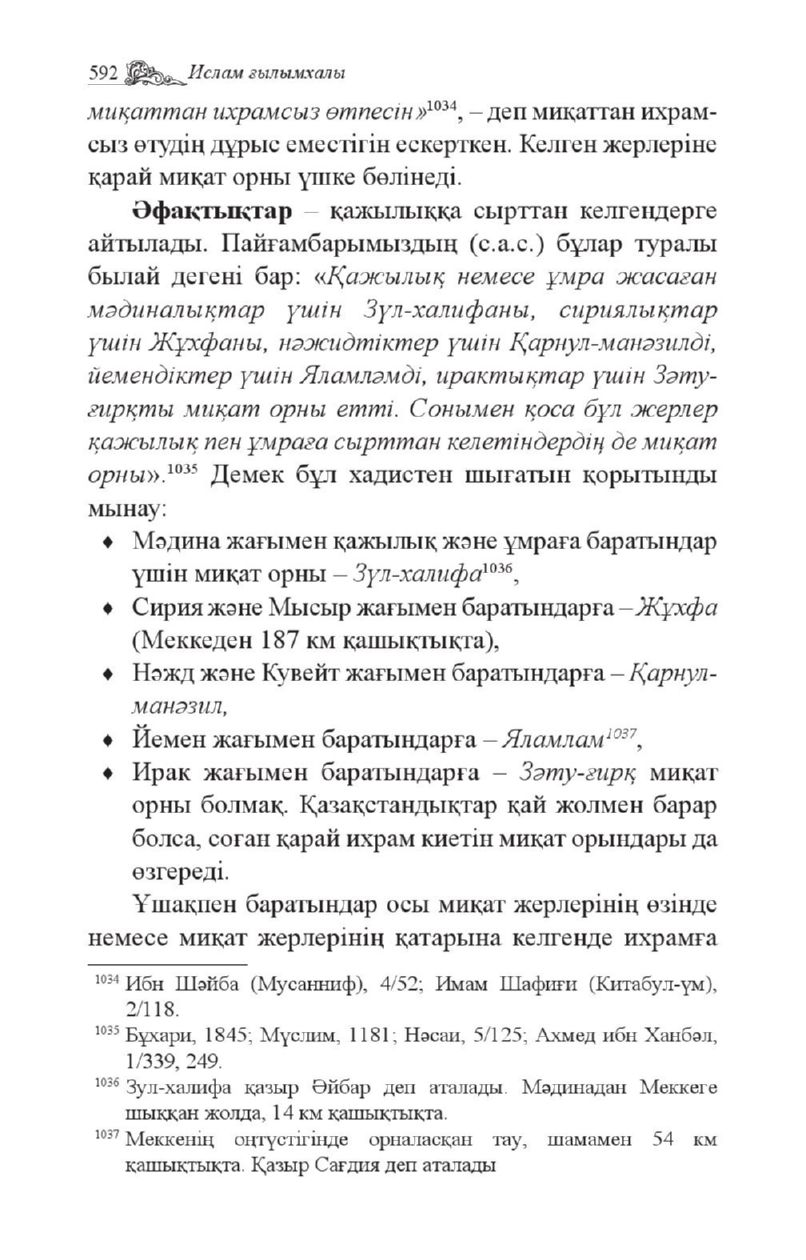 592 Ислам ғылымхалы
миқаттан ихрамсыз өтпесін»1034, – деп миқаттан ихрам-
сыз өтудің дұрыс еместігін ескерткен. Келген жерлеріне
қарай миқат орны үшке бөлінеді.
Әфақтықтар – қажылыққа сырттан келгендерге
айтылады. Пайғамбарымыздың (с.а.с.) бұлар туралы
былай дегені бар: «Қажылық немесе ұмра жасаған
мәдиналықтар үшін Зүл-халифаны, сириялықтар
үшін Жұхфаны, нәжидтіктер үшін Қарнул-манәзилді,
йемендіктер үшін Яламләмді, ирактықтар үшін Зәту-
ғирқты миқат орны етті. Сонымен қоса бұл жерлер
қажылық пен ұмраға сырттан келетіндердің де миқат
орны».1035 Демек бұл хадистен шығатын қорытынды
мынау:
♦ Мәдина жағымен қажылық және ұмраға баратындар
үшін миқат орны – Зүл-халифа1036,
♦ Сирия және Мысыр жағымен баратындарға – Жұхфа
(Меккеден 187 км қашықтықта),
♦ Нәжд және Кувейт жағымен баратындарға – Қарнул-
манәзил,
♦ Йемен жағымен баратындарға – Яламлам1037,
♦ Ирак жағымен баратындарға – Зәту-ғирқ миқат
орны болмақ. Қазақстандықтар қай жолмен барар
болса, соған қарай ихрам киетін миқат орындары да
өзгереді.
Ұшақпен баратындар осы миқат жерлерінің өзінде
немесе миқат жерлерінің қатарына келгенде ихрамға
1034 Ибн Шәйба (Мусанниф), 4/52; Имам Шафиғи (Китабул-үм),
2/118.
1035 Бұхари, 1845; Мүслим, 1181; Нәсаи, 5/125; Ахмед ибн Ханбәл,
1/339, 249.
1036 Зул-халифа қазыр Әйбар деп аталады. Мәдинадан Меккеге
шыққан жолда, 14 км қашықтықта.
1037 Меккенің оңтүстігінде орналасқан тау, шамамен 54 км
қашықтықта. Қазыр Сағдия деп аталады